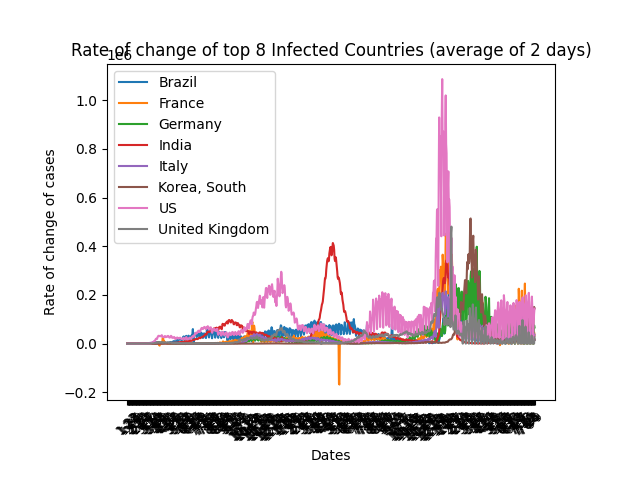 Rate of change of top 8 Infected Countries (average of 2 days)
1e6
Brazil
France
Germany
India
Italy
Korea, South
US
United Kingdom
Rate of change of cases
1.0
0.8
0.6
0.4
0.2
0.0
−0.2
Dates